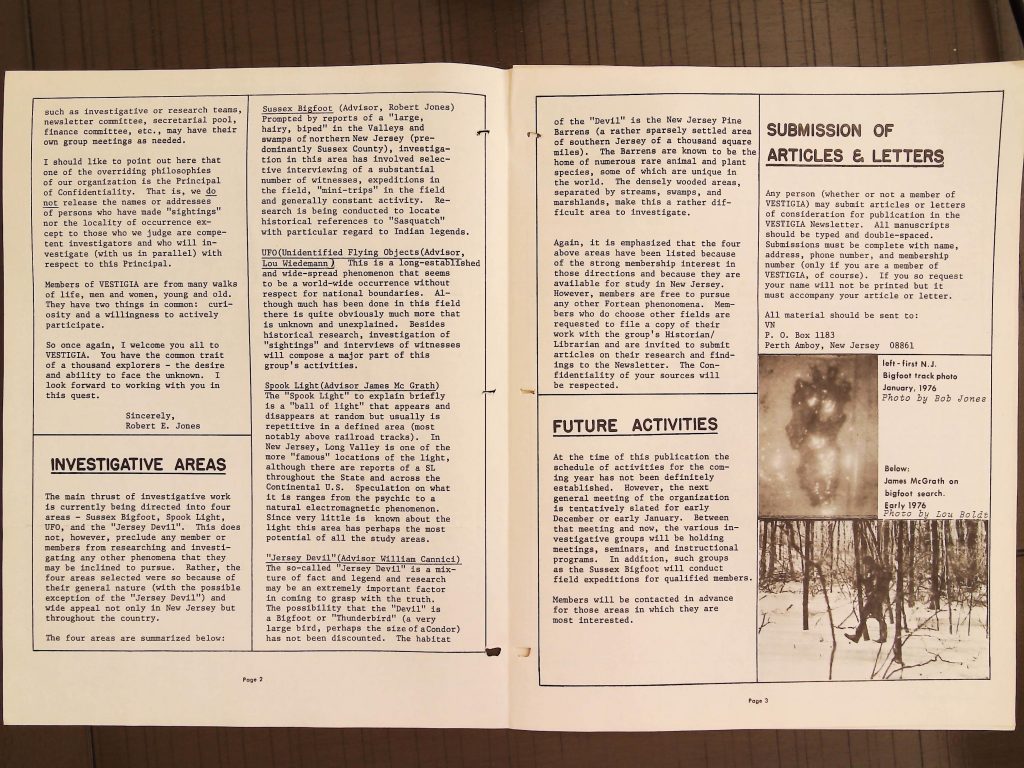 such as investigative or research teams,
newsletter committee, secretarial pool,
finance committee, etc., may have their
own group meetings as needed.
I should like to point out here that
one of the overriding philosophies
of our organization is the Principal
of Confidentiality. That is, we do
not release the names or addresses
of persons who have made "sightings"
nor the locality of occurrence ex-
cept to those who we judge are compe-
tent investigators and who will in-
vestigate (with us in parallel) with
respect to this Principal.
Members of VESTIGIA are from many walks
of life, men and women, young and old.
They have two things in common: curi-
osity and a willingness to actively
participate.
So once again, I welcome you all to
VESTIGIA. You have the common trait
of a thousand explorers - the desire
and ability to face the unknown. I
look forward to working with you in
this quest.
Sincerely,
Robert E. Jones
INVESTIGATIVE AREAS
The main thrust of investigative work
is currently being directed into four
areas - Sussex Bigfoot, Spook Light,
UFO, and the "Jersey Devil". This does
not, however, preclude any member or
members from researching and investi-
gating any other phenomena that they
may be inclined to pursue. Rather, the
four areas selected were so because of
their general nature (with the possible
exception of the "Jersey Devil") and
wide appeal not only in New Jersey but
throughout the country.
The four areas are summarized below:
Sussex Bigfoot (Advisor, Robert Jones)
Prompted by reports of a "large,
hairy, biped" in the Valleys and
swamps of northern New Jersey (pre-
dominantly Sussex County), investiga-
tion in this area has involved selec-
tive interviewing of a substantial
number of witnesses, expeditions in
the field, "mini-trips" in the field
and generally constant activity. Re-
search is being conducted to locate
historical references to "Sasquatch"
with particular regard to Indian legends.
UFO(Unidentified Flying Objects(Advisor,
Lou Wiedemann) This is a long-established
and wide-spread phenomenon that seems
to be a world-wide occurrence without
respect for national boundaries. Al-
though much has been done in this field
there is quite obviously much more that
is unknown and unexplained. Besides
historical research, investigation of
"sightings" and interviews of witnesses
will compose a major part of this
group's activities.
Spook Light(Advisor James Mc Grath)
The "Spook Light" to explain briefly
is a "ball of light" that appears and
disappears at random but usually is
repetitive in a defined area (most
notably above railroad tracks). In
New Jersey, Long Valley is one of the
more "famous" locations of the light,
although there are reports of a SL
throughout the State and across the
Continental U.S. Speculation on what
it is ranges from the psychic to a
natural electromagnetic phenomenon.
Since very little is known about the
light this area has perhaps the most
potential of all the study areas.
"Jersey Devil"(Advisor William Cannici)
The so-called "Jersey Devil" is a mix-
ture of fact and legend and research
may be an extremely important factor
in coming to grasp with the truth.
The possibility that the "Devil" is
a Bigfoot or "Thunderbird" (a very
large bird, perhaps the size of a Condor)
has not been discounted. The habitat
Page 2
of the "Devil" is the New Jersey Pine
Barrens (a rather sparsely settled area
of southern Jersey of a thousand square
miles). The Barrens are known to be the
home of numerous rare animal and plant
species, some of which are unique in
the world. The densely wooded areas,
separated by streams, swamps, and
marshlands, make this a rather dif-
ficult area to investigate.
Again, it is emphasized that the four
above areas have been listed because
of the strong membership interest in
those directions and because they are
available for study in New Jersey.
However, members are free to pursue
any other Fortean phenomona. Mem-
bers who do choose other fields are
requested to file a copy of their
work with the group's Historian/
Librarian and are invited to submit
articles on their research and find-
ings to the Newsletter. The Con-
fidentiality of your sources will
be respected.
FUTURE ACTIVITIES
At the time of this publication the
schedule of activities for the com-
ing year has not been definitely
established. However, the next
general meeting of the organization
is tentatively slated for early
December or early January. Between
that meeting and now, the various in-
vestigative groups will be holding
meetings, seminars, and instructional
programs. In addition, such groups
as the Sussex Bigfoot will conduct
field expeditions for qualified members.
Members will be contacted in advance
for those areas in which they are
most interested.
SUBMISSION OF
ARTICLES & LETTERS
Any person (whether or not a member of
VESTIGIA) may submit articles or letters
of consideration for publication in the
VESTIGIA Newsletter. All manuscripts
should be typed and double-spaced.
Submissions must be complete with name,
address, phone number, and membership
number (only if you are a member of
VESTIGIA, of course). If you so request
your name will not be printed but it
must accompany your article or letter.
All material should be sent to:
VN
P. O. Box 1183
Perth Amboy, New Jersey 08861
left-first N.J.
Bigfoot track photo
January, 1976
Photo by Bob Jones
Below:
James McGrath on
bigfoot search.
Early 1976
Photo by Lou Boldt
Page 3